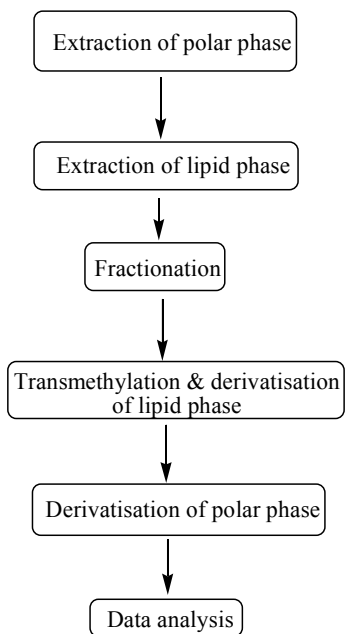 Extraction of polar phase
Extraction of lipid phase
Fractionation
Transmethylation & derivatisation
of lipid phase
Derivatisation of polar phase
Data analysis